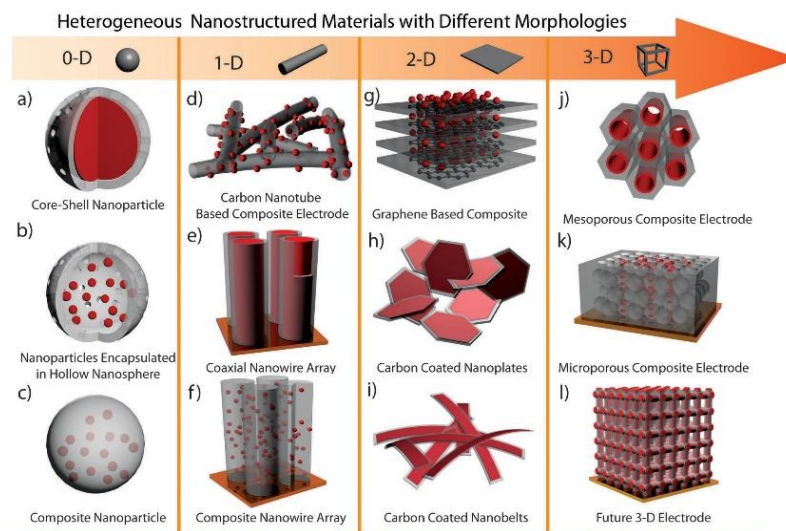 Heterogeneous Nanostructured Materials with Different Morphologies
0-D
1-D
2-D
3-D
a)
Core-Shell Nanoparticle
b)
Nanoparticles Encapsulated
in Hollow Nanosphere
c)
Composite Nanoparticle
d)
Carbon Nanotube
Based Composite Electrode
e)
Coaxial Nanowire Array
f)
Composite Nanowire Array
g)
Graphene Based Composite
h)
Carbon Coated Nanoplates
i)
Carbon Coated Nanobelts
j)
Mesoporous Composite Electrode
k)
Microporous Composite Electrode
l)
Future 3-D Electrode